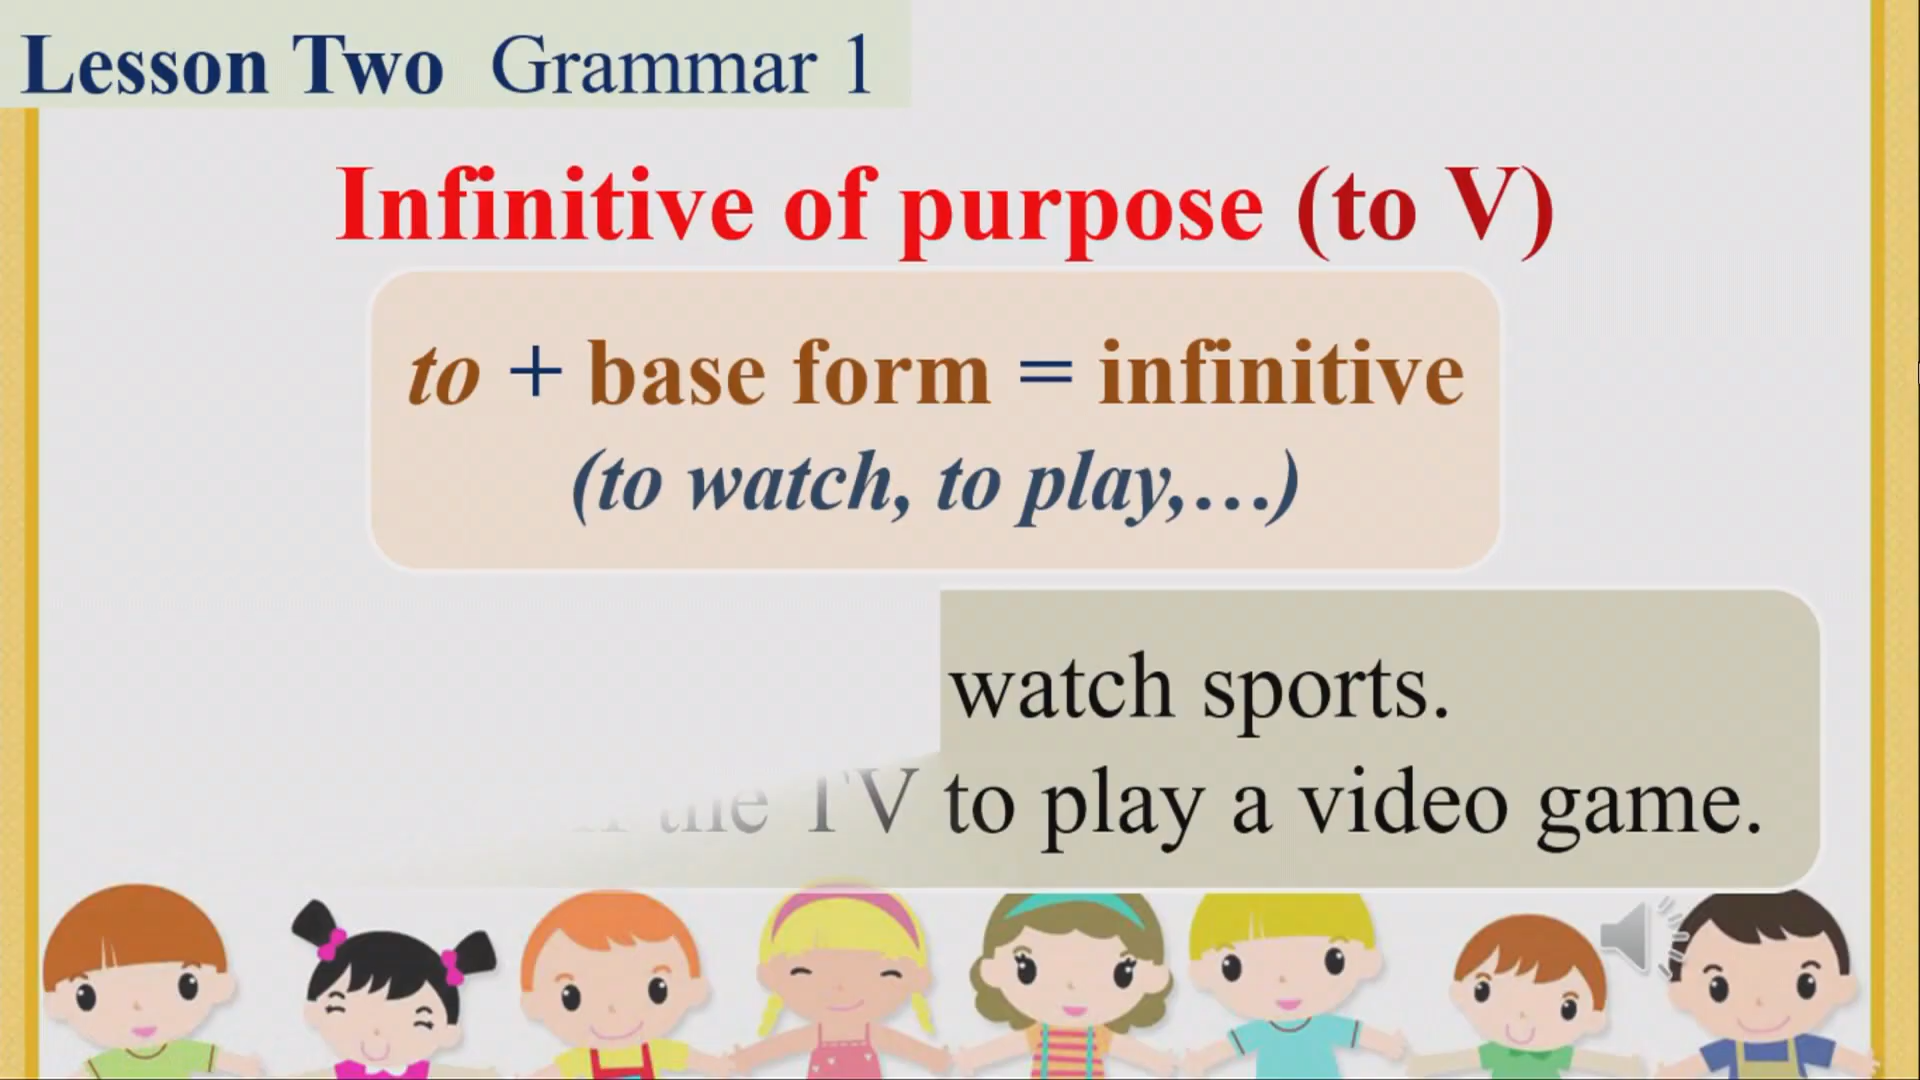 Lesson Two Grammar 1
Infinitive of purpose (to V)
to + base form = infinitive
(to watch, to play,…)
watch sports.
the TV to play a video game.